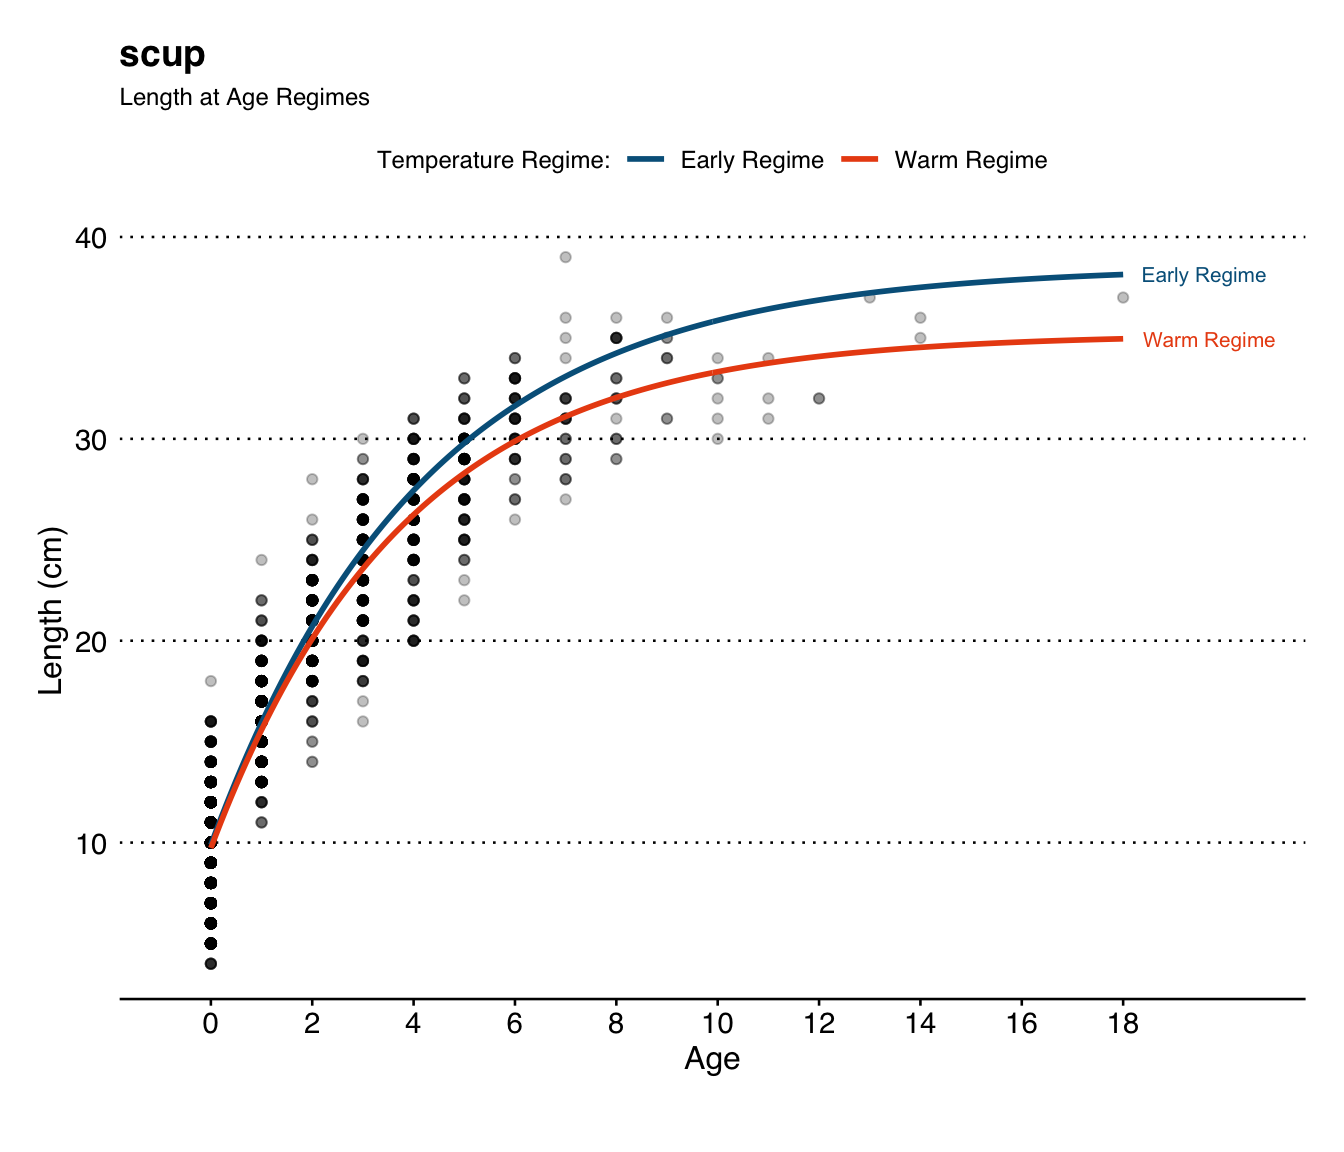 scup
Length at Age Regimes
Temperature Regime: Early Regime Warm Regime
40
30
20
10
Length (cm)
Early Regime
Warm Regime
0 2 4 6 8 10 12 14 16 18
Age